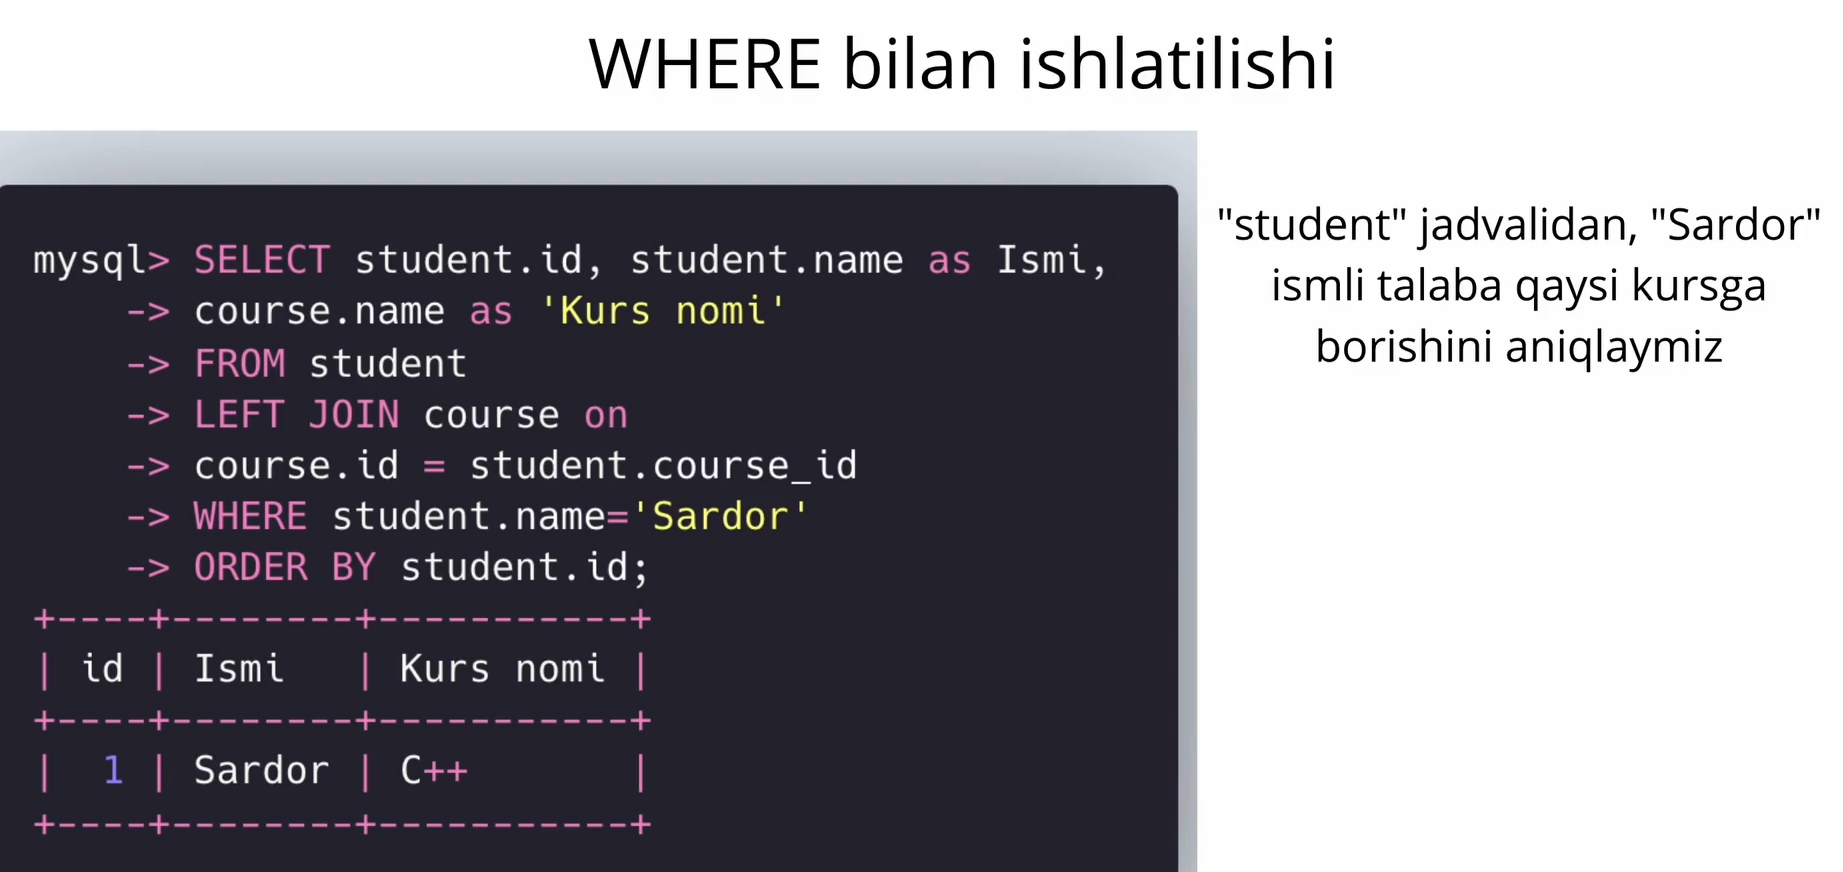 WHERE bilan ishlatilishi
mysql> SELECT student.id, student.name as Ismi,
    -> course.name as 'Kurs nomi'
    -> FROM student
    -> LEFT JOIN course on
    -> course.id = student.course_id
    -> WHERE student.name='Sardor'
    -> ORDER BY student.id;
+----+--------+-----------+
| id | Ismi   | Kurs nomi |
+----+--------+-----------+
|  1 | Sardor | C++       |
+----+--------+-----------+
"student" jadvalidan, "Sardor"
ismli talaba qaysi kursga
borishini aniqlaymiz